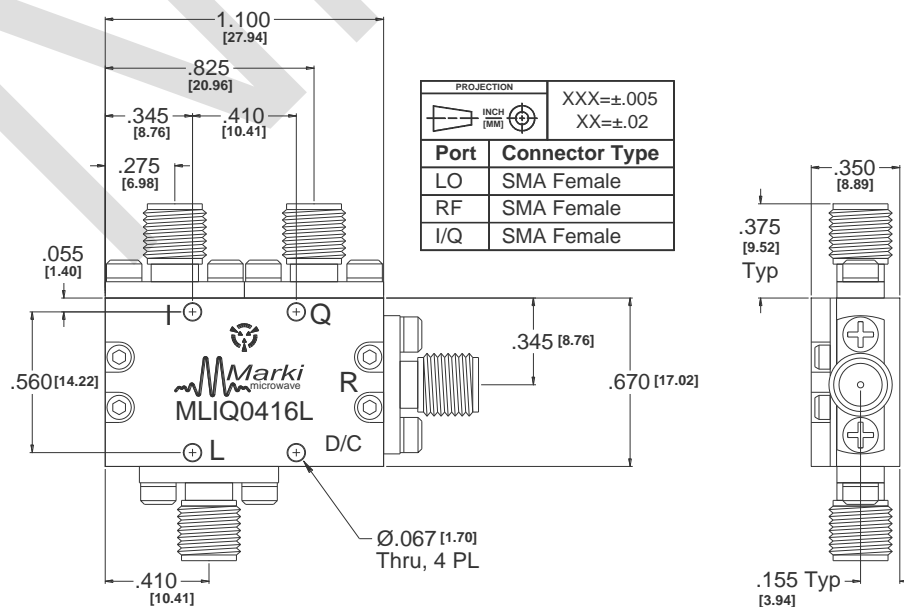 1.100
[27.94]
.825
[20.96]
.345
[8.76]
.410
[10.41]
.275
[6.98]
.055
[1.40]
PROJECTION
INCH
[MM]
XXX=±.005
XX=±.02
Port Connector Type
LO SMA Female
RF SMA Female
I/Q SMA Female
.350
[8.89]
.375
[9.52]
Typ
I Q
.345 [8.76]
.560 [14.22]
Marki
microwave
R
.670 [17.02]
MLIQ0416L
L D/C
Ø.067 [1.70]
Thru, 4 PL
.410
[10.41]
.155 Typ
[3.94]